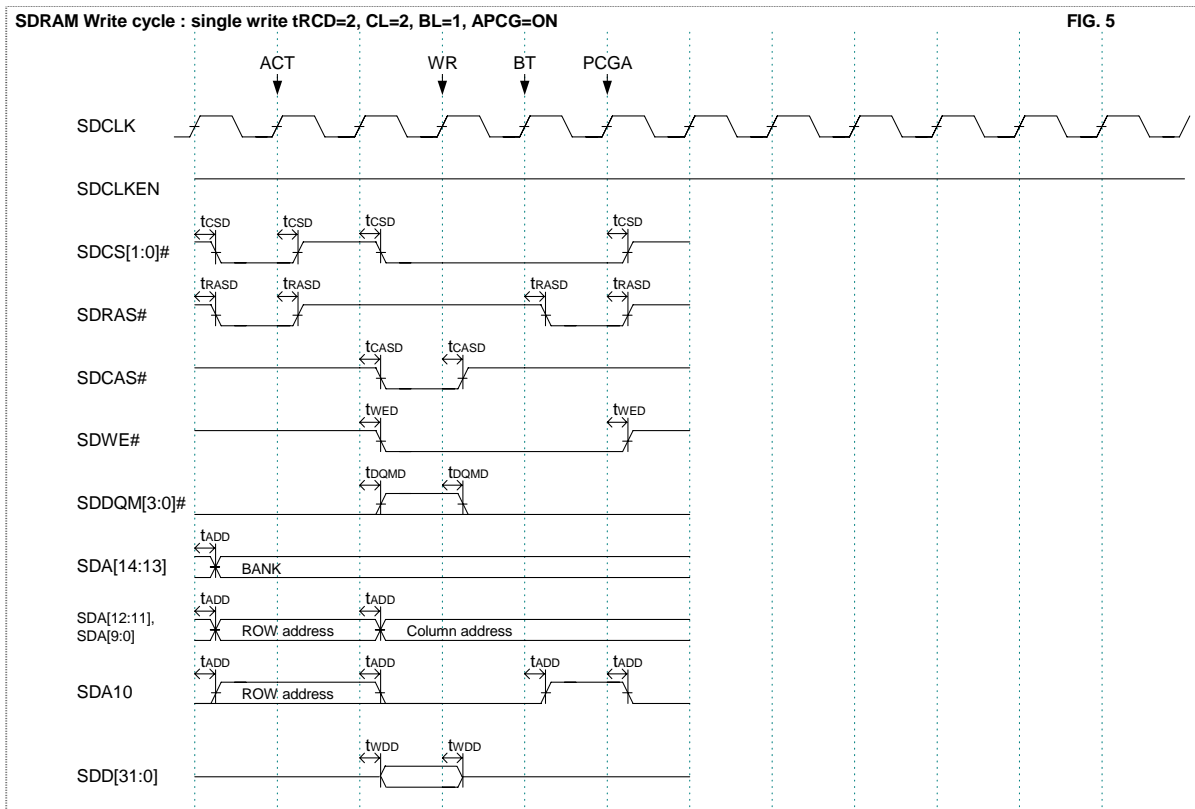 SDRAM Write cycle : single write tRCD=2, CL=2, BL=1, APCG=ON
FIG. 5
ACT WR BT PCGA
SDCLK
SDCLKEN
tCSD tCSD tCSD tCSD
SDCS[1:0]#
tRASD tRASD tRASD tRASD
SDRAS#
tCASD tCASD
SDCAS#
tWED tWED
SDWE#
tDQMD tDQMD
SDDQM[3:0]#
tADD
SDA[14:13] BANK
tADD tADD
SDA[12:11],
SDA[9:0]
ROW address Column address
tADD tADD tADD tADD
SDA10 ROW address
tWDD tWDD
SDD[31:0]